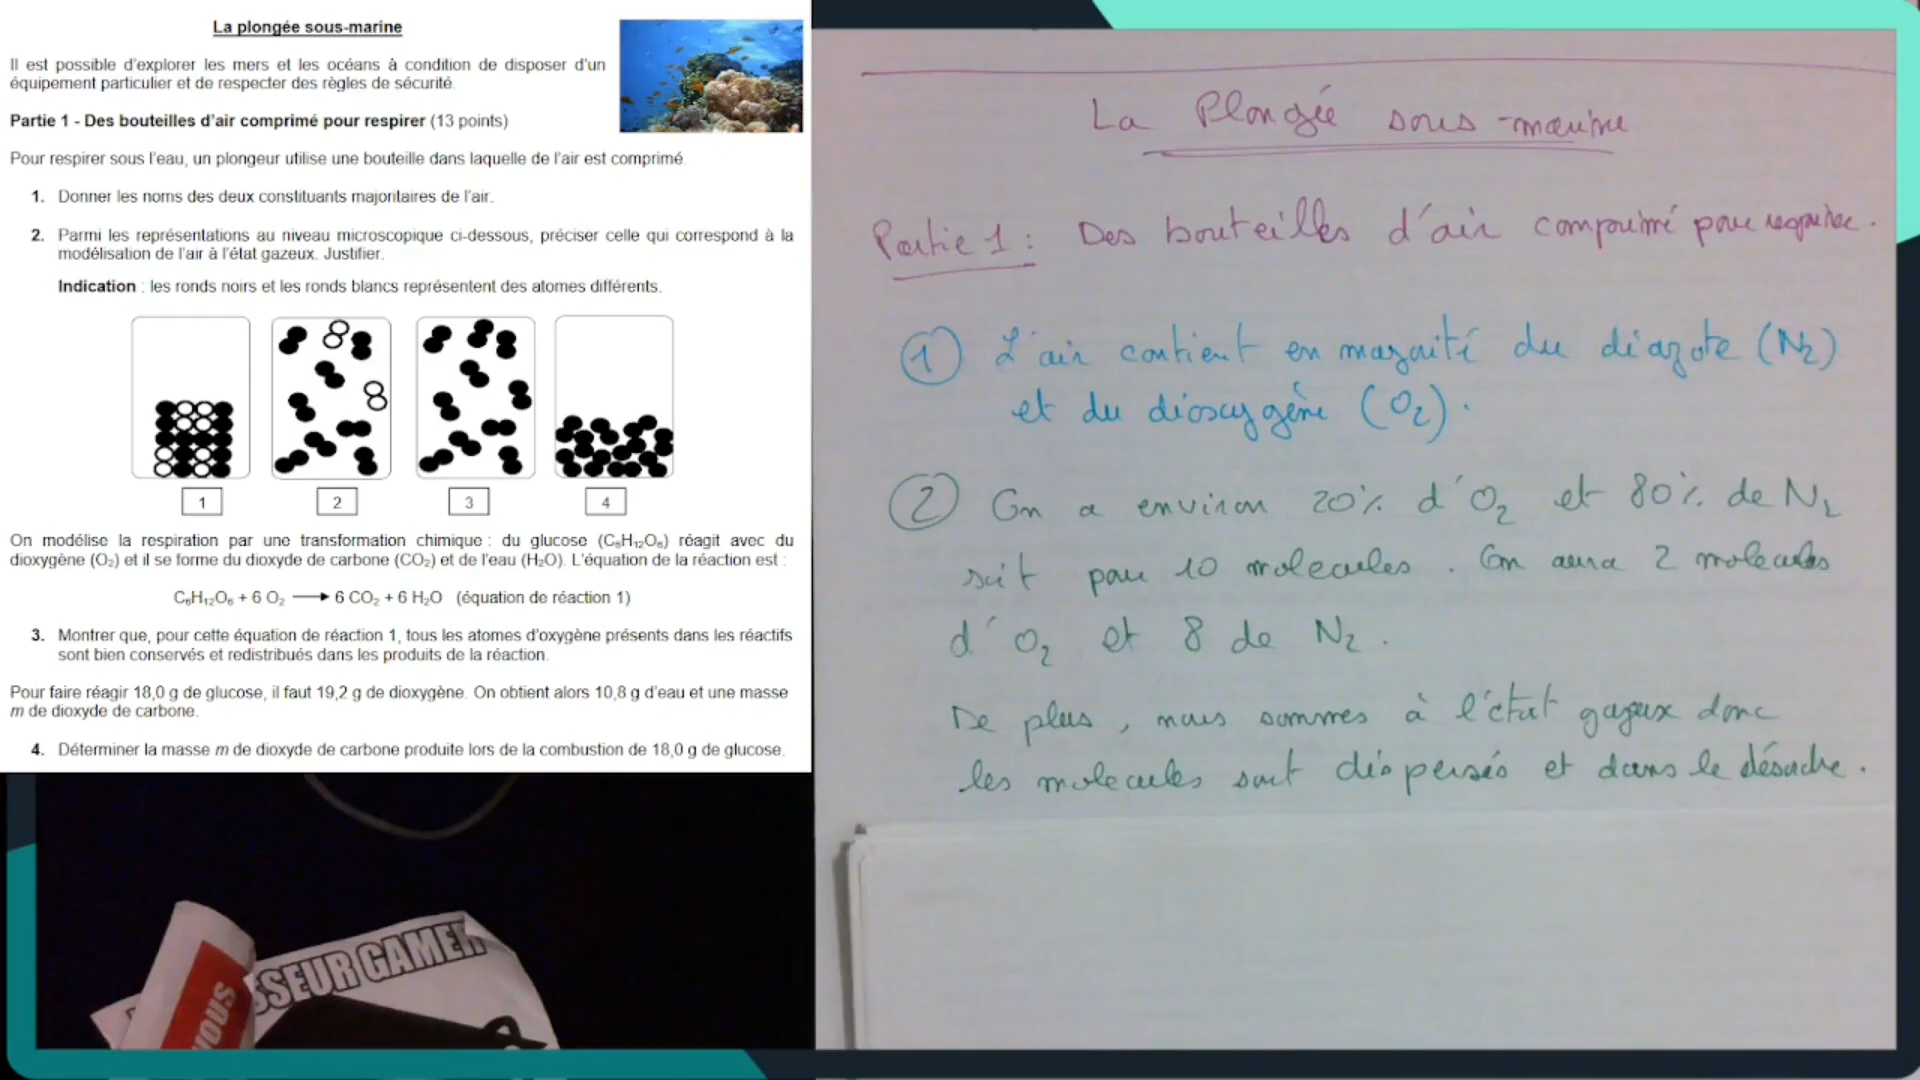 La plongée sous-marine
Il est possible d'explorer les mers et les océans à condition de disposer d'un
équipement particulier et de respecter des règles de sécurité.
Partie 1 - Des bouteilles d'air comprimé pour respirer (13 points)
Pour respirer sous l'eau, un plongeur utilise une bouteille dans laquelle de l'air est comprimé.
1. Donner les noms des deux constituants majoritaires de l'air.
2. Parmi les représentations au niveau microscopique ci-dessous, préciser celle qui correspond à la
modélisation de l'air à l'état gazeux. Justifier.
Indication : les ronds noirs et les ronds blancs représentent des atomes différents.
1 2 3 4
On modélise la respiration par une transformation chimique : du glucose (C₆H₁₂O₆) réagit avec du
dioxygène (O₂) et il se forme du dioxyde de carbone (CO₂) et de l'eau (H₂O). L'équation de la réaction est :
C₆H₁₂O₆ + 6 O₂ ⟶ 6 CO₂ + 6 H₂O (équation de réaction 1)
3. Montrer que, pour cette équation de réaction 1, tous les atomes d'oxygène présents dans les réactifs
sont bien conservés et redistribués dans les produits de la réaction.
Pour faire réagir 18,0 g de glucose, il faut 19,2 g de dioxygène. On obtient alors 10,8 g d'eau et une masse
m de dioxyde de carbone.
4. Déterminer la masse m de dioxyde de carbone produite lors de la combustion de 18,0 g de glucose.
SSEUR GAMER
VOUS
La Plongée sous-marine
Partie 1 : Des bouteilles d'air comprimé pour respirer.
① L'air contient en majorité du diazote (N₂)
et du dioxygène (O₂).
② On a environ 20% d'O₂ et 80% de N₂
soit pour 10 molécules. On aura 2 molécules
d'O₂ et 8 de N₂.
De plus, nous sommes à l'état gazeux donc
les molécules sont dispersés et dans le désordre.